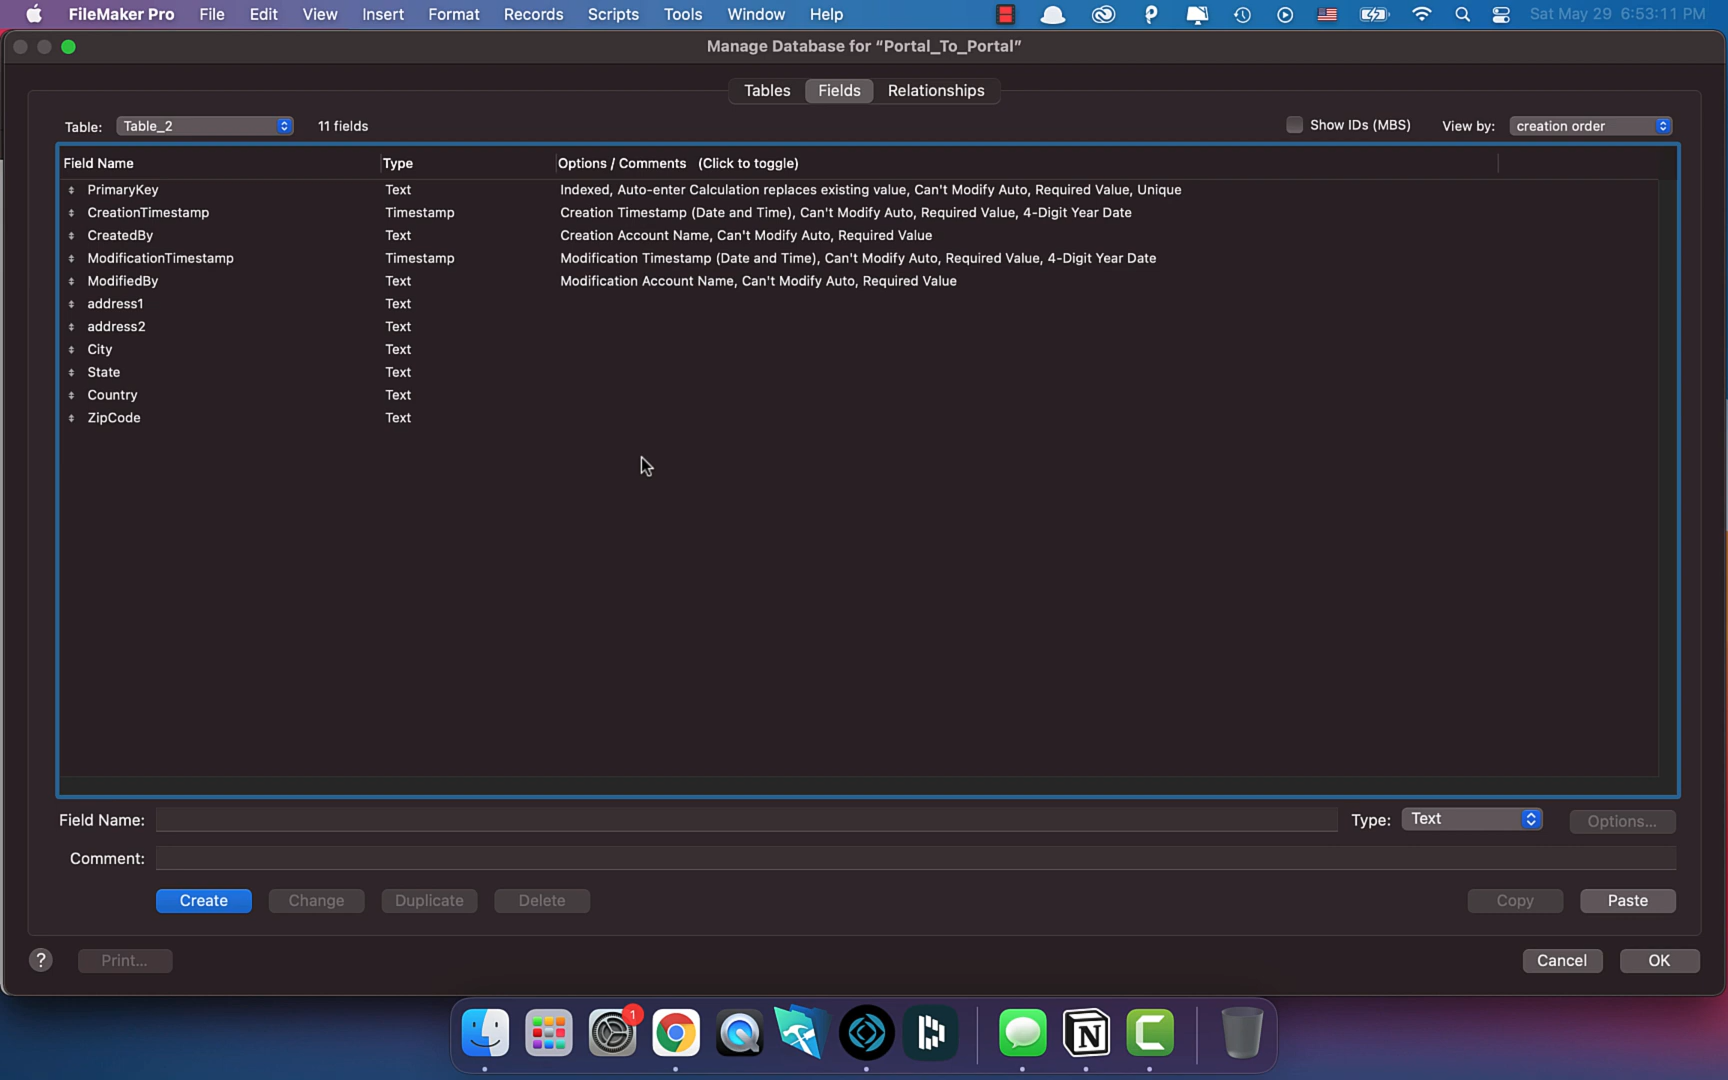 FileMaker Pro File Edit View Insert Format Records Scripts Tools Window Help Sat May 29 6:53:11 PM
Manage Database for “Portal_To_Portal”
Tables Fields Relationships
Table: Table_2 11 fields Show IDs (MBS) View by: creation order
Field Name Type Options / Comments (Click to toggle)
PrimaryKey Text Indexed, Auto-enter Calculation replaces existing value, Can't Modify Auto, Required Value, Unique
CreationTimestamp Timestamp Creation Timestamp (Date and Time), Can't Modify Auto, Required Value, 4-Digit Year Date
CreatedBy Text Creation Account Name, Can't Modify Auto, Required Value
ModificationTimestamp Timestamp Modification Timestamp (Date and Time), Can't Modify Auto, Required Value, 4-Digit Year Date
ModifiedBy Text Modification Account Name, Can't Modify Auto, Required Value
address1 Text
address2 Text
City Text
State Text
Country Text
ZipCode Text
Field Name: Type: Text Options...
Comment:
Create Change Duplicate Delete Copy Paste
? Print... Cancel OK
1